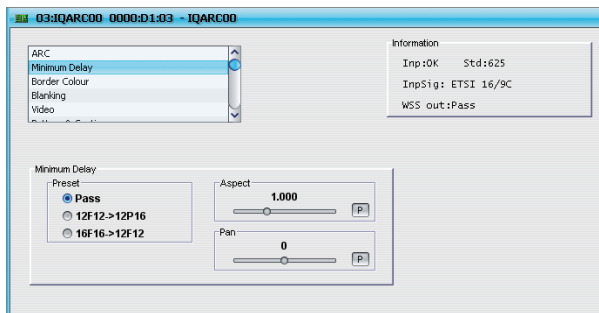 03:IQARC00 0000:D1:03 - IQARC00
ARC
Minimum Delay
Border Colour
Blanking
Video
Information
Inp:OK Std:625
InpSig: ETSI 16/9C
WSS out:Pass
Minimum Delay
Preset
Pass
12F12->12P16
16F16->12F12
Aspect
1.000
P
Pan
0
P